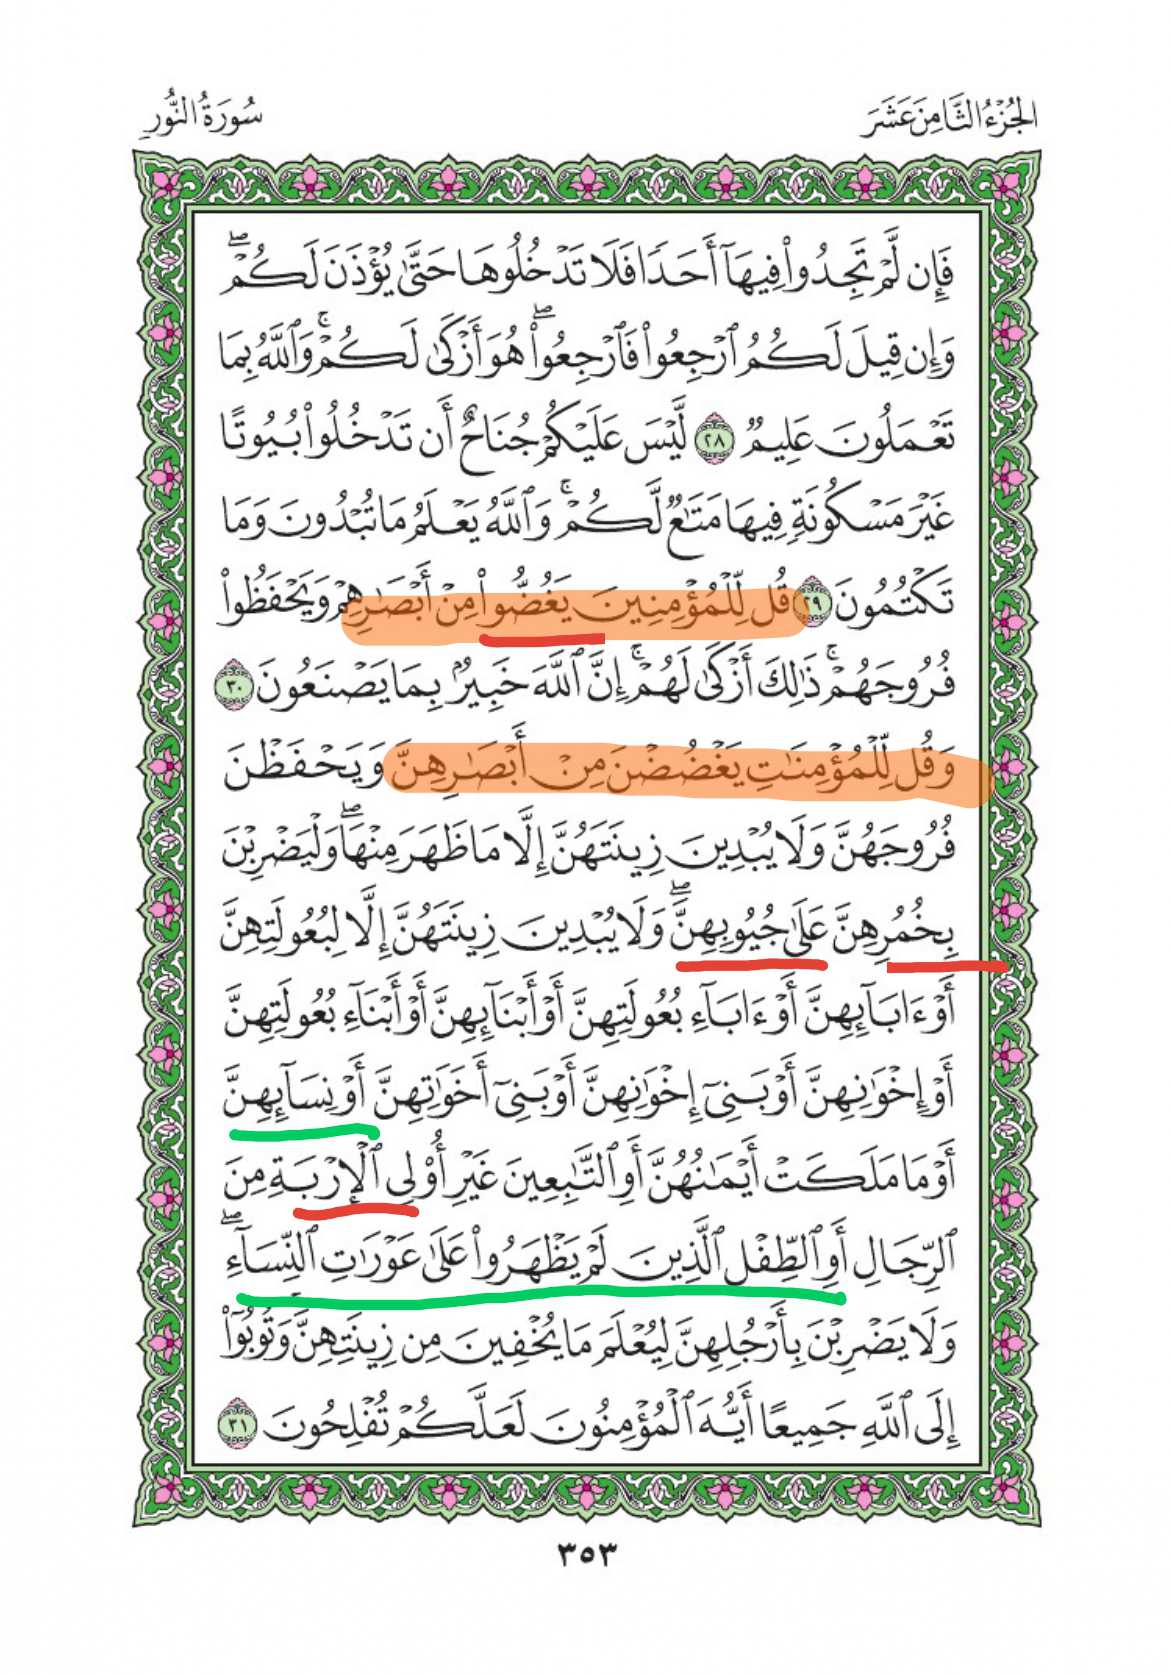 الجُزْءُ الثَّامِنَ عَشَرَ
سُورَةُ النُّورِ
فَإِن لَّمْ تَجِدُوا۟ فِيهَآ أَحَدًۭا فَلَا تَدْخُلُوهَا حَتَّىٰ يُؤْذَنَ لَكُمْ ۖ
وَإِن قِيلَ لَكُمُ ٱرْجِعُوا۟ فَٱرْجِعُوا۟ ۖ هُوَ أَزْكَىٰ لَكُمْ ۚ وَٱللَّهُ بِمَا
تَعْمَلُونَ عَلِيمٌۭ ٢٨ لَّيْسَ عَلَيْكُمْ جُنَاحٌ أَن تَدْخُلُوا۟ بُيُوتًا
غَيْرَ مَسْكُونَةٍۢ فِيهَا مَتَـٰعٌۭ لَّكُمْ ۚ وَٱللَّهُ يَعْلَمُ مَا تُبْدُونَ وَمَا
تَكْتُمُونَ ٢٩ قُل لِّلْمُؤْمِنِينَ يَغُضُّوا۟ مِنْ أَبْصَـٰرِهِمْ وَيَحْفَظُوا۟
فُرُوجَهُمْ ۚ ذَٰلِكَ أَزْكَىٰ لَهُمْ ۗ إِنَّ ٱللَّهَ خَبِيرٌۢ بِمَا يَصْنَعُونَ ٣٠
وَقُل لِّلْمُؤْمِنَـٰتِ يَغْضُضْنَ مِنْ أَبْصَـٰرِهِنَّ وَيَحْفَظْنَ
فُرُوجَهُنَّ وَلَا يُبْدِينَ زِينَتَهُنَّ إِلَّا مَا ظَهَرَ مِنْهَا ۖ وَلْيَضْرِبْنَ
بِخُمُرِهِنَّ عَلَىٰ جُيُوبِهِنَّ ۖ وَلَا يُبْدِينَ زِينَتَهُنَّ إِلَّا لِبُعُولَتِهِنَّ
أَوْ ءَابَآئِهِنَّ أَوْ ءَابَآءِ بُعُولَتِهِنَّ أَوْ أَبْنَآئِهِنَّ أَوْ أَبْنَآءِ بُعُولَتِهِنَّ
أَوْ إِخْوَٰنِهِنَّ أَوْ بَنِىٓ إِخْوَٰنِهِنَّ أَوْ بَنِىٓ أَخَوَٰتِهِنَّ أَوْ نِسَآئِهِنَّ
أَوْ مَا مَلَكَتْ أَيْمَـٰنُهُنَّ أَوِ ٱلتَّـٰبِعِينَ غَيْرِ أُو۟لِى ٱلْإِرْبَةِ مِنَ
ٱلرِّجَالِ أَوِ ٱلطِّفْلِ ٱلَّذِينَ لَمْ يَظْهَرُوا۟ عَلَىٰ عَوْرَٰتِ ٱلنِّسَآءِ ۖ
وَلَا يَضْرِبْنَ بِأَرْجُلِهِنَّ لِيُعْلَمَ مَا يُخْفِينَ مِن زِينَتِهِنَّ ۚ وَتُوبُوٓا۟
إِلَى ٱللَّهِ جَمِيعًا أَيُّهَ ٱلْمُؤْمِنُونَ لَعَلَّكُمْ تُفْلِحُونَ ٣١
٣٥٣